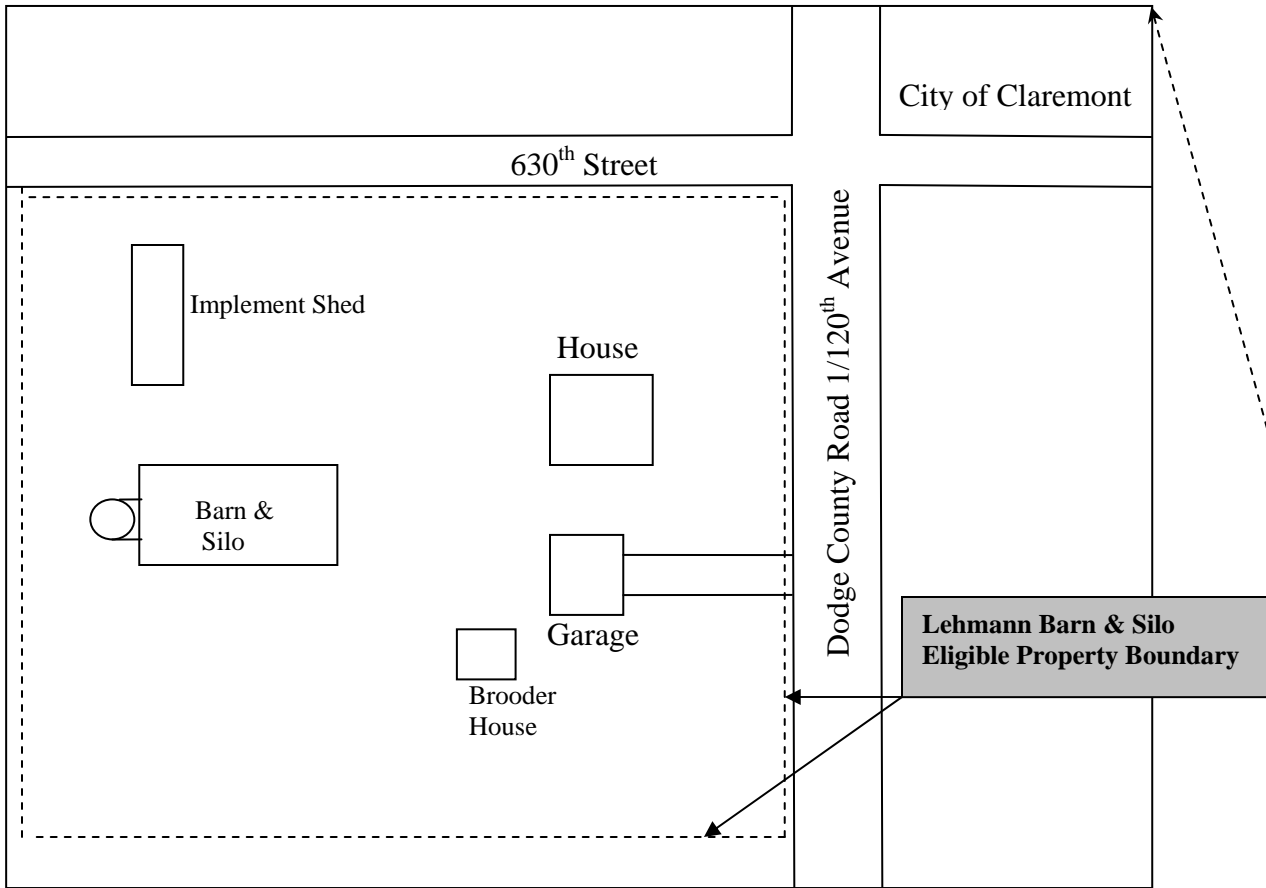 City of Claremont
630th Street
Dodge County Road 1/120th Avenue
Implement Shed
House
Barn &
Silo
Garage
Lehmann Barn & Silo
Eligible Property Boundary
Brooder
House